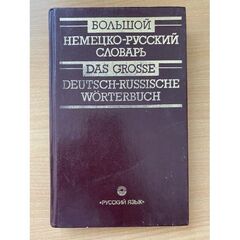 БОЛЬШОЙ
НЕМЕЦКО-РУССКИЙ
СЛОВАРЬ
DAS GROSSE
DEUTSCH-RUSSISCHE
WÖRTERBUCH
«РУССКИЙ ЯЗЫК»